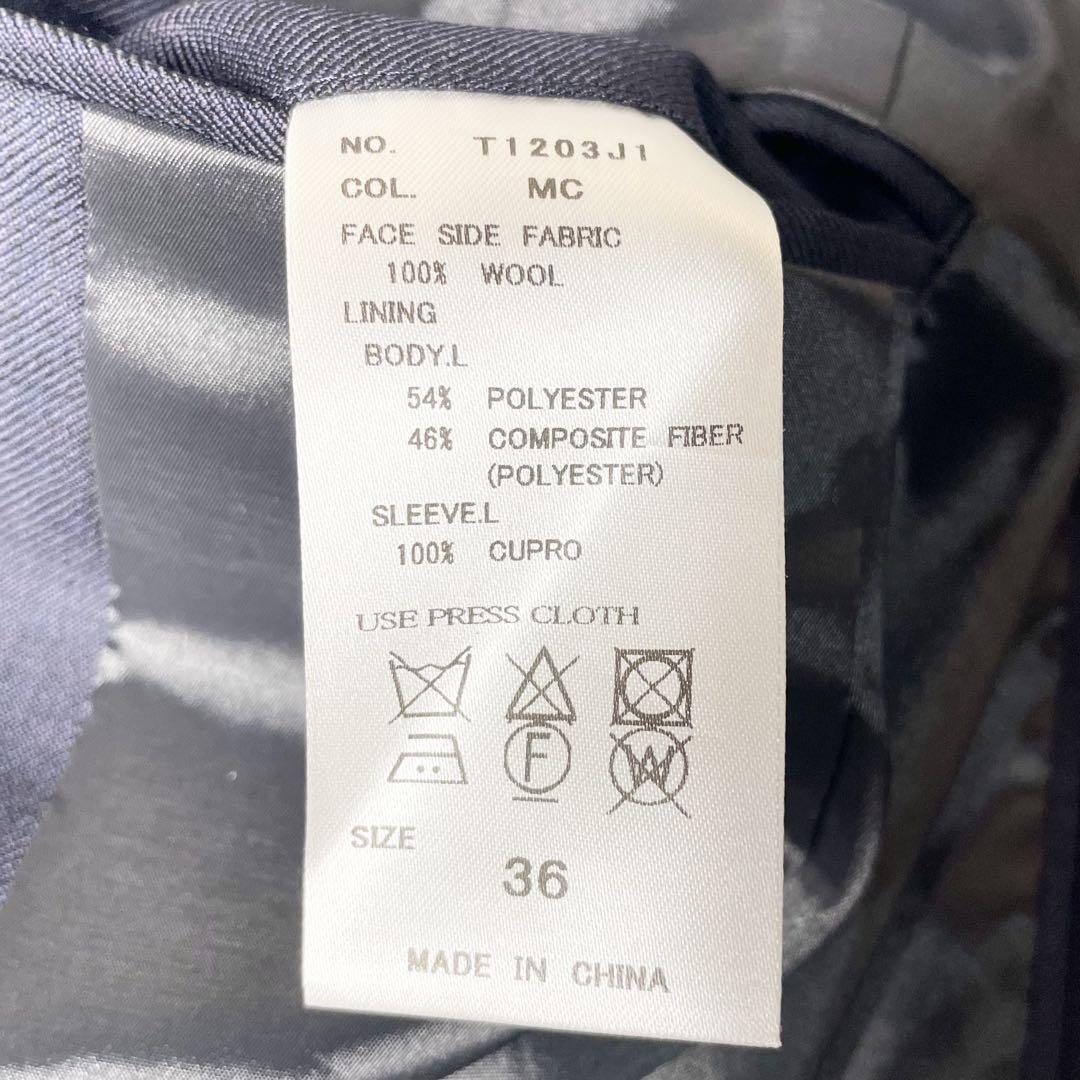 NO. T1203J1
COL. MC
FACE SIDE FABRIC
100% WOOL
LINING
BODY.L
54% POLYESTER
46% COMPOSITE FIBER
(POLYESTER)
SLEEVE.L
100% CUPRO
USE PRESS CLOTH
F W
SIZE
36
MADE IN CHINA